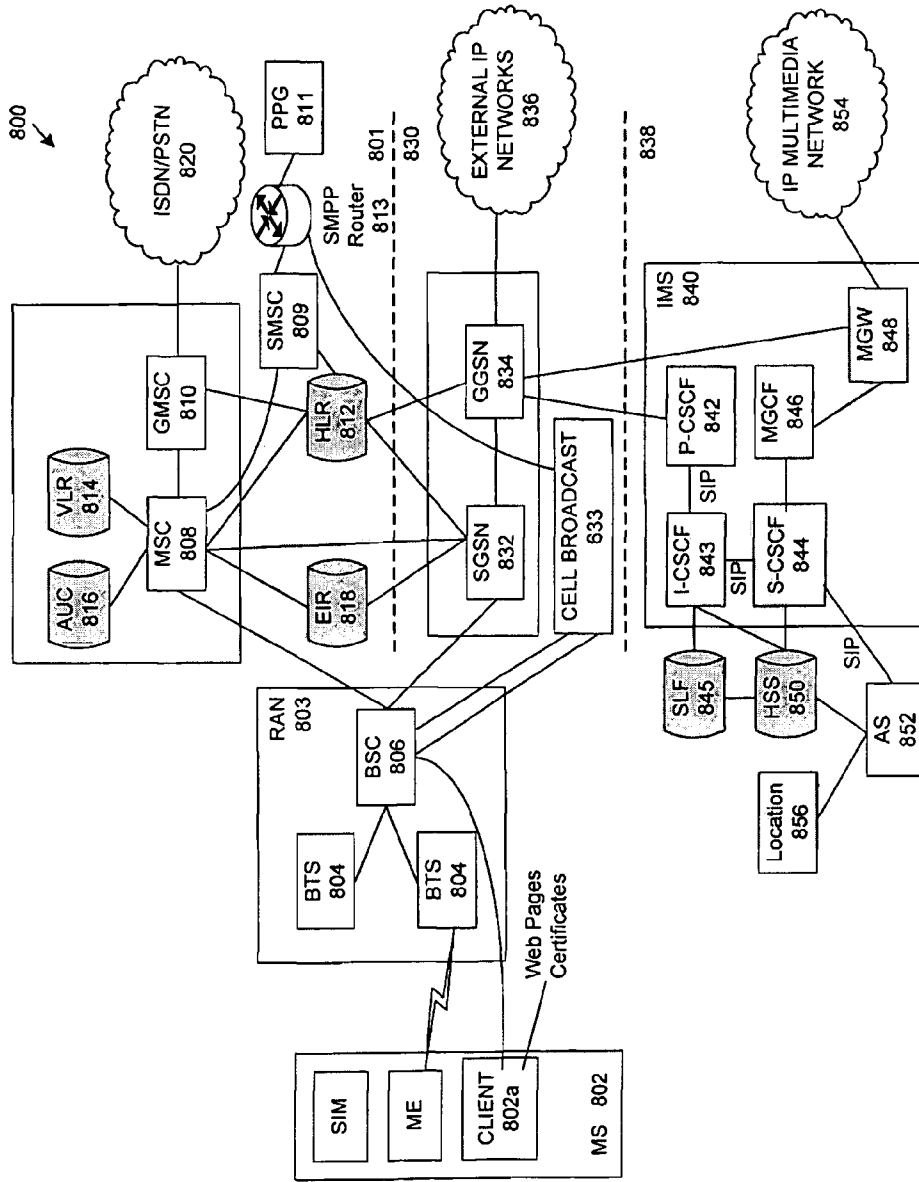 800
ISDN/PSTN
820
PPG
811
SMPP
Router
813
801
830
EXTERNAL IP
NETWORKS
836
838
IP MULTIMEDIA
NETWORK
854
VLR
814
AUC
816
MSC
808
GMSC
810
SMSC
809
HLR
812
EIR
818
SGSN
832
GGSN
834
CELL BROADCAST
633
IMS
840
P-CSCF
842
SIP
I-CSCF
843
SIP
S-CSCF
844
MGCF
846
MGW
848
SLF
845
HSS
850
SIP
AS
852
Location
856
RAN
803
BTS
804
BTS
804
BSC
806
SIM
ME
CLIENT
802a
MS 802
Web Pages
Certificates